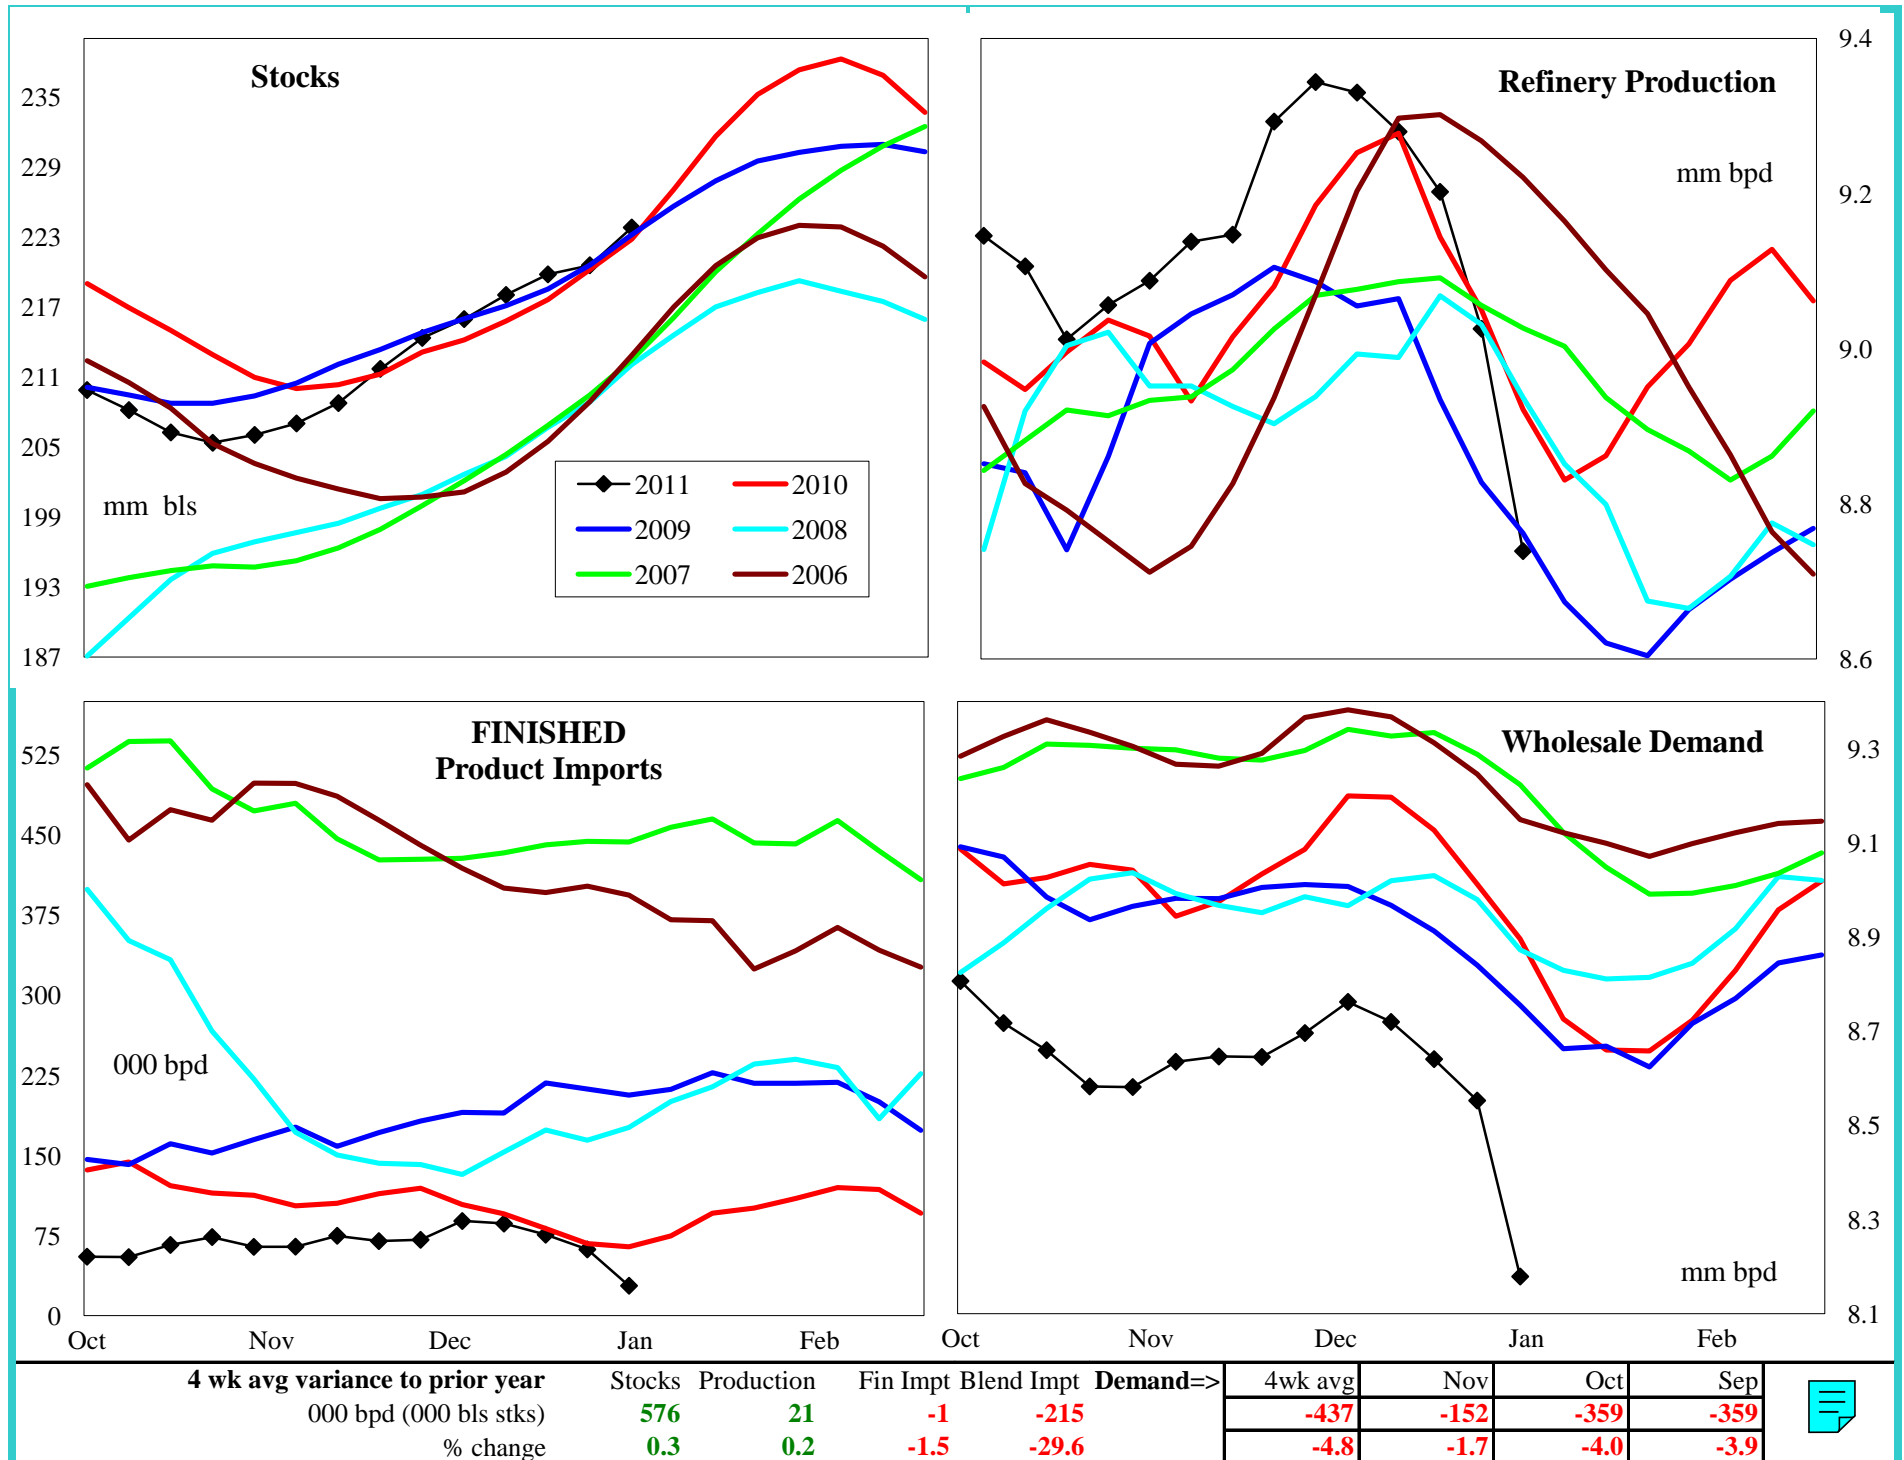 Stocks
235
229
223
217
211
205
199
193
187
mm bls
2011
2010
2009
2008
2007
2006
Refinery Production
mm bpd
9.4
9.2
9.0
8.8
8.6
FINISHED
Product Imports
525
450
375
300
225
150
75
0
000 bpd
Oct Nov Dec Jan Feb
Wholesale Demand
9.3
9.1
8.9
8.7
8.5
8.3
8.1
mm bpd
Oct Nov Dec Jan Feb
4 wk avg variance to prior year Stocks Production Fin Impt Blend Impt Demand=> 4wk avg Nov Oct Sep
000 bpd (000 bls stks) 576 21 -1 -215 -437 -152 -359 -359
% change 0.3 0.2 -1.5 -29.6 -4.8 -1.7 -4.0 -3.9